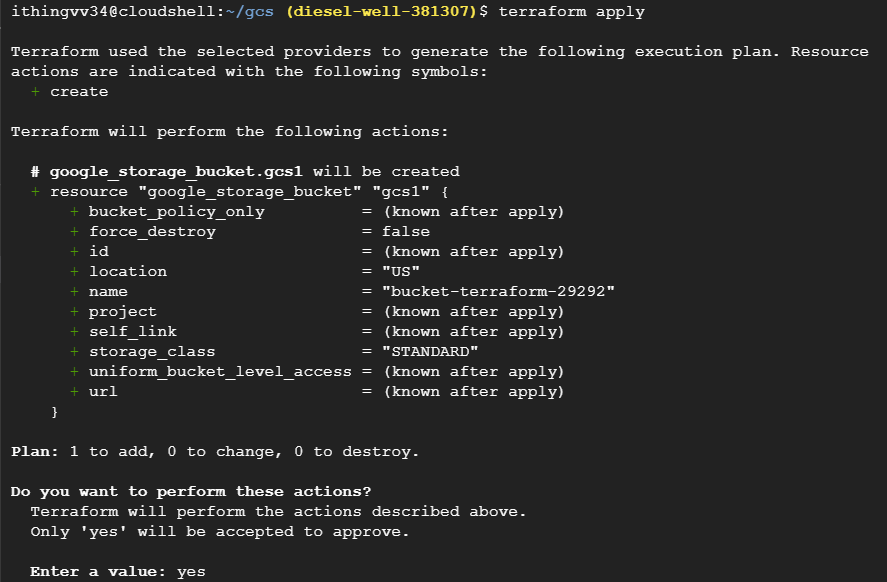 ithingvv34@cloudshell:~/gcs (diesel-well-381307)$ terraform apply
Terraform used the selected providers to generate the following execution plan. Resource
actions are indicated with the following symbols:
+ create
Terraform will perform the following actions:
# google_storage_bucket.gcs1 will be created
+ resource "google_storage_bucket" "gcs1" {
+ bucket_policy_only = (known after apply)
+ force_destroy = false
+ id = (known after apply)
+ location = "US"
+ name = "bucket-terraform-29292"
+ project = (known after apply)
+ self_link = (known after apply)
+ storage_class = "STANDARD"
+ uniform_bucket_level_access = (known after apply)
+ url = (known after apply)
}
Plan: 1 to add, 0 to change, 0 to destroy.
Do you want to perform these actions?
Terraform will perform the actions described above.
Only 'yes' will be accepted to approve.
Enter a value: yes